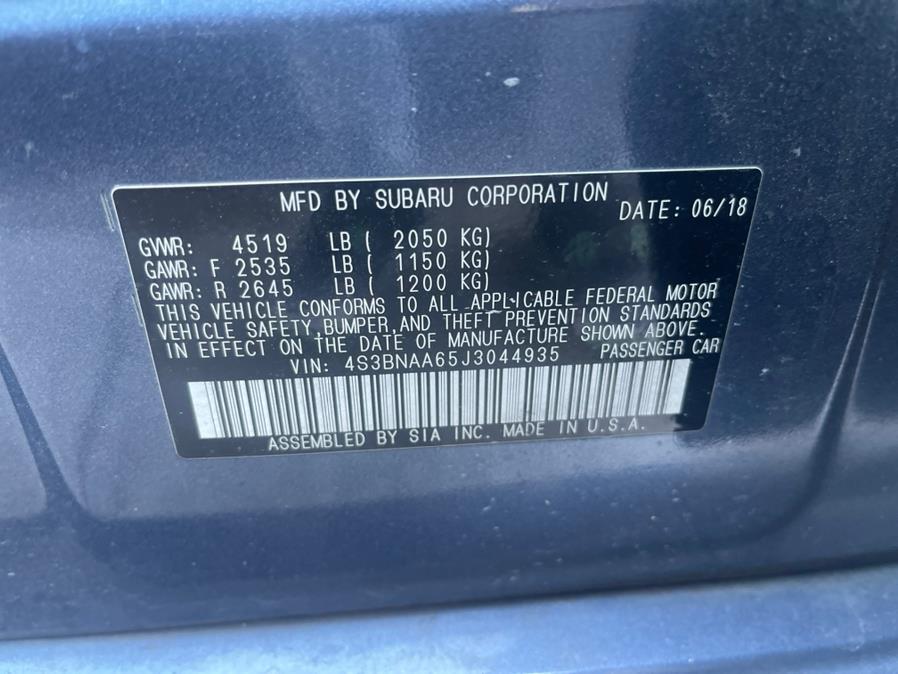 MFD BY SUBARU CORPORATION DATE: 06/18
GVWR: 4519 LB ( 2050 KG)
GAWR: F 2535 LB ( 1150 KG)
GAWR: R 2645 LB ( 1200 KG)
THIS VEHICLE CONFORMS TO ALL APPLICABLE FEDERAL MOTOR
VEHICLE SAFETY, BUMPER, AND THEFT PREVENTION STANDARDS
IN EFFECT ON THE DATE OF MANUFACTURE SHOWN ABOVE.
VIN: 4S3BNAA65J3044935 PASSENGER CAR
ASSEMBLED BY SIA INC. MADE IN U.S.A.